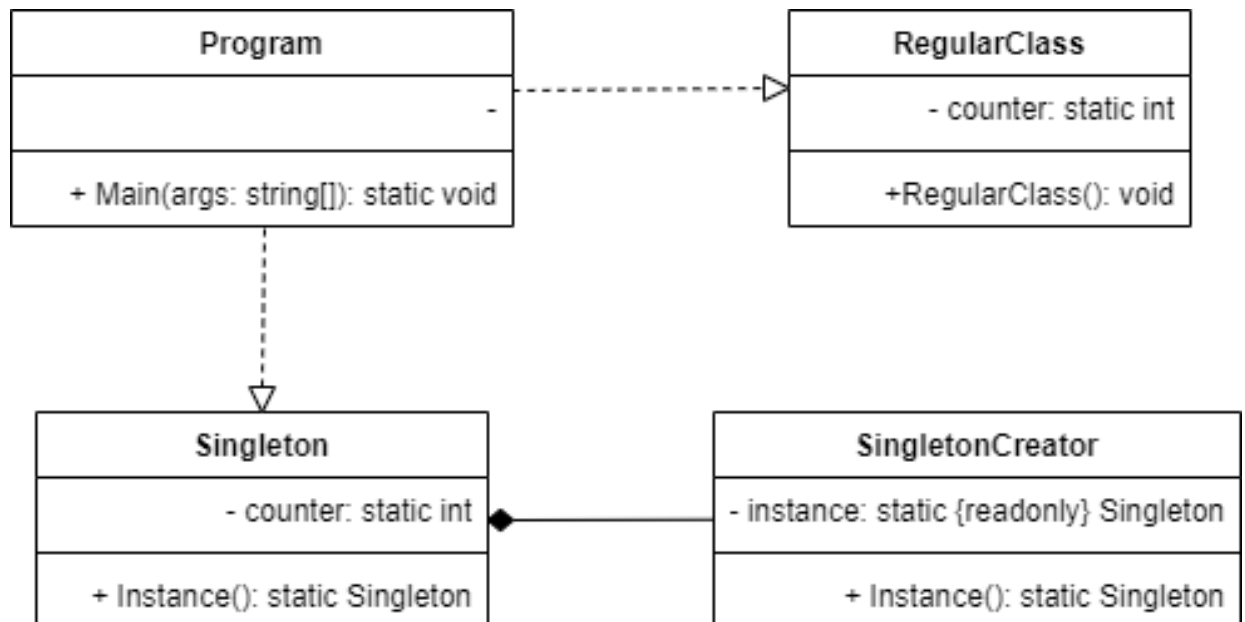 Program
-
+ Main(args: string[]): static void
RegularClass
- counter: static int
+RegularClass(): void
Singleton
- counter: static int
+ Instance(): static Singleton
SingletonCreator
- instance: static {readonly} Singleton
+ Instance(): static Singleton